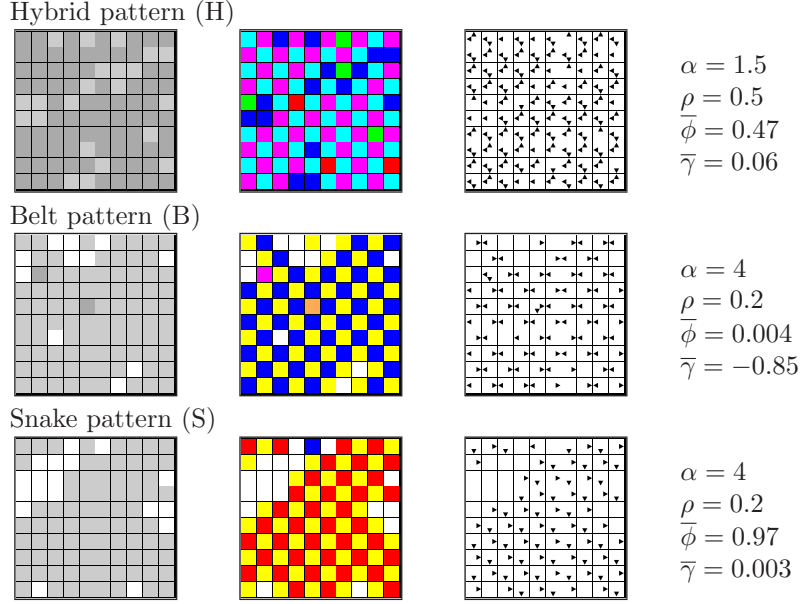 Hybrid pattern (H)
α = 1.5
ρ = 0.5
ϕ̅ = 0.47
γ̅ = 0.06
Belt pattern (B)
α = 4
ρ = 0.2
ϕ̅ = 0.004
γ̅ = −0.85
Snake pattern (S)
α = 4
ρ = 0.2
ϕ̅ = 0.97
γ̅ = 0.003